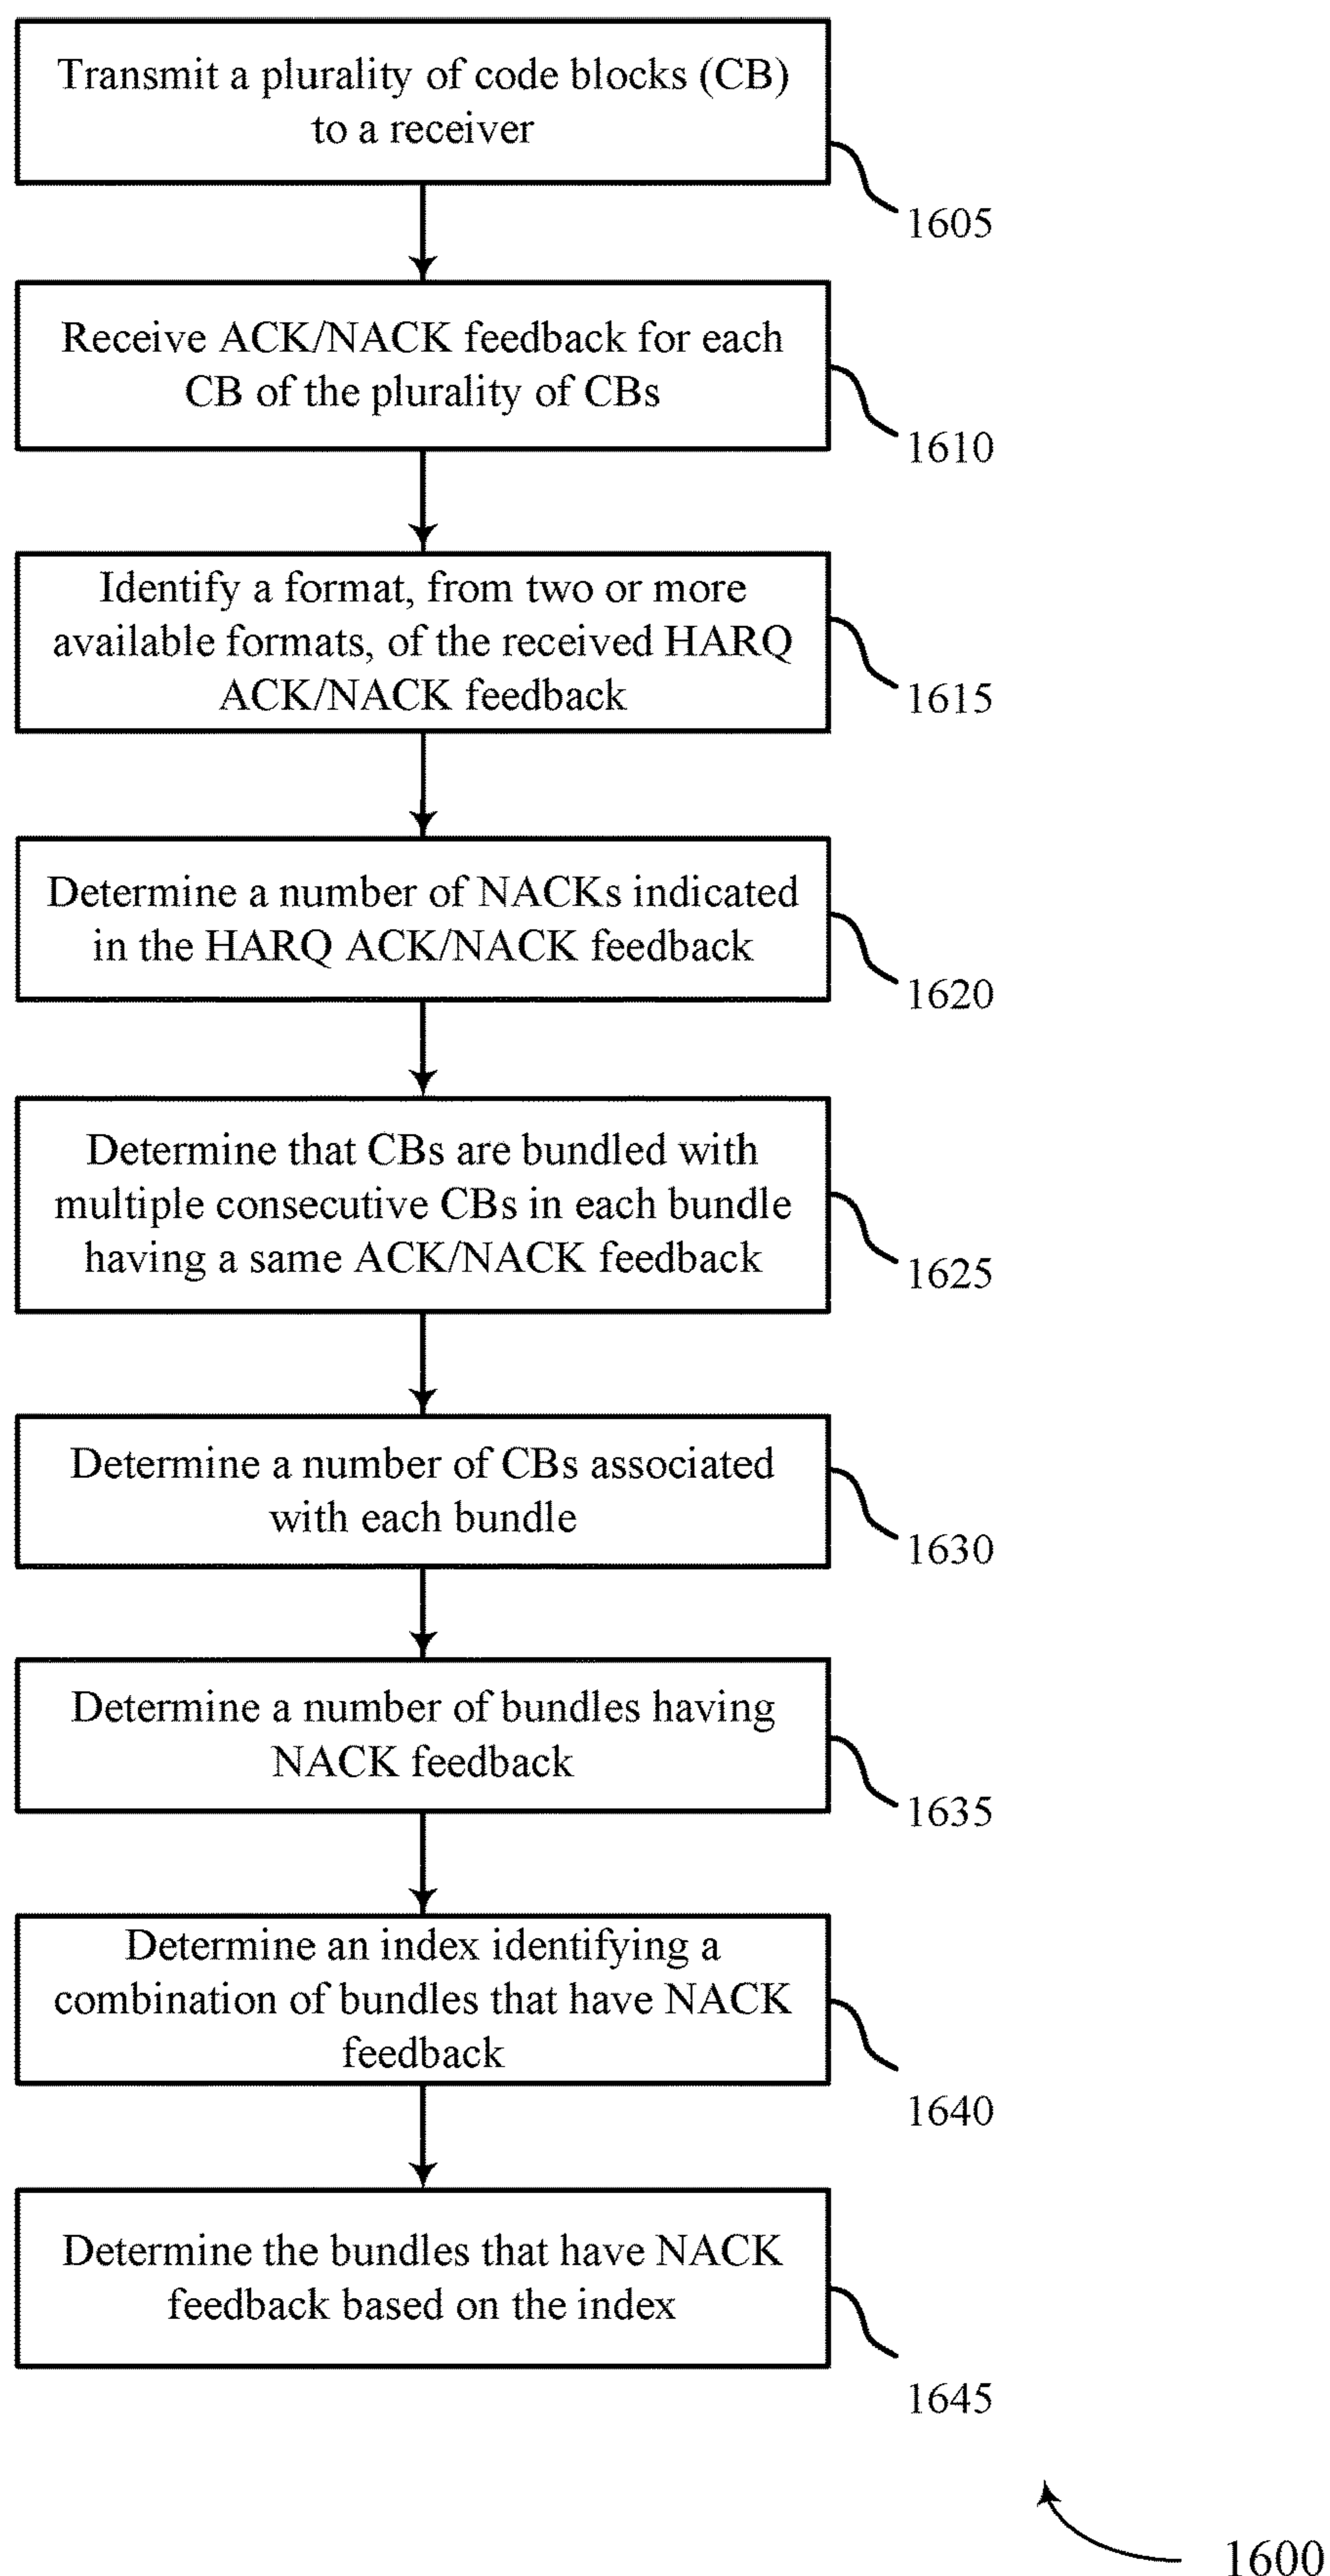 Transmit a plurality of code blocks (CB)
to a receiver
1605
Receive ACK/NACK feedback for each
CB of the plurality of CBs
1610
Identify a format, from two or more
available formats, of the received HARQ
ACK/NACK feedback
1615
Determine a number of NACKs indicated
in the HARQ ACK/NACK feedback
1620
Determine that CBs are bundled with
multiple consecutive CBs in each bundle
having a same ACK/NACK feedback
1625
Determine a number of CBs associated
with each bundle
1630
Determine a number of bundles having
NACK feedback
1635
Determine an index identifying a
combination of bundles that have NACK
feedback
1640
Determine the bundles that have NACK
feedback based on the index
1645
1600